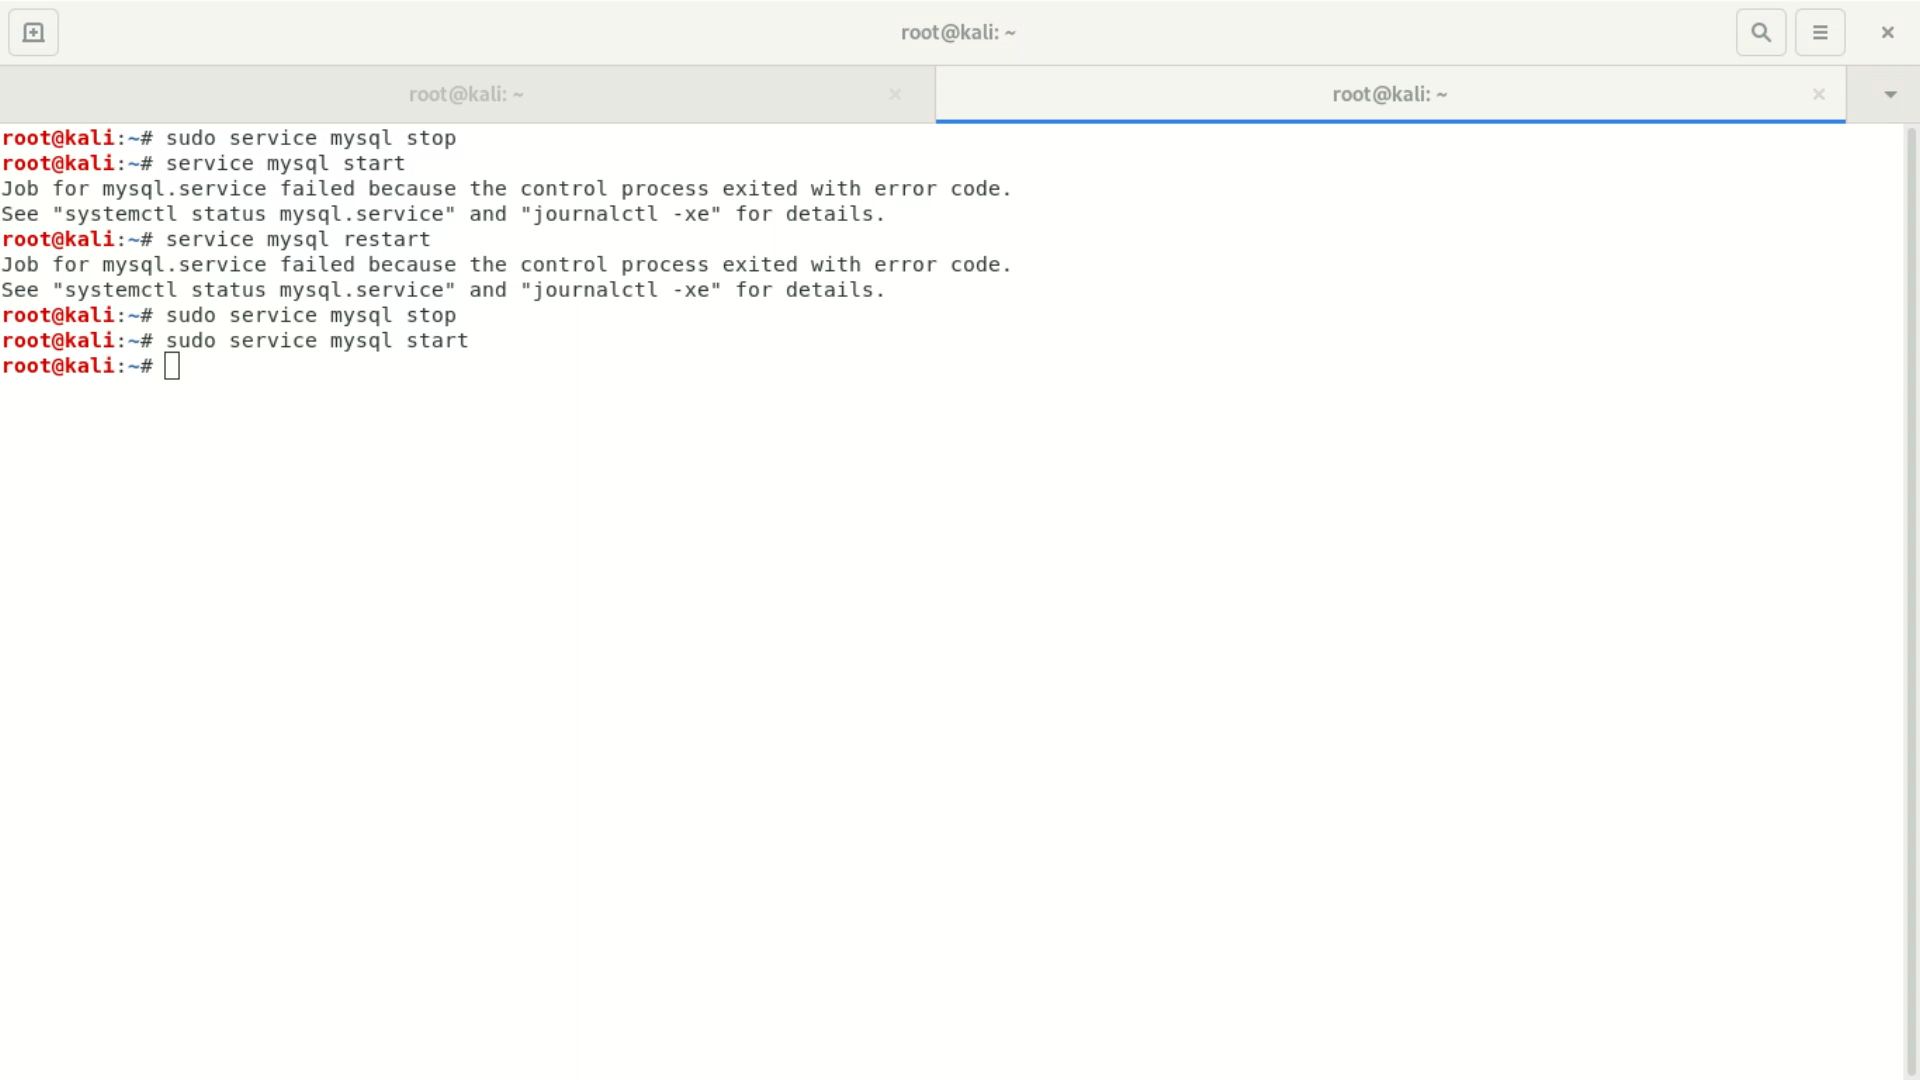 root@kali: ~
root@kali: ~
root@kali: ~
root@kali:~# sudo service mysql stop
root@kali:~# service mysql start
Job for mysql.service failed because the control process exited with error code.
See "systemctl status mysql.service" and "journalctl -xe" for details.
root@kali:~# service mysql restart
Job for mysql.service failed because the control process exited with error code.
See "systemctl status mysql.service" and "journalctl -xe" for details.
root@kali:~# sudo service mysql stop
root@kali:~# sudo service mysql start
root@kali:~#